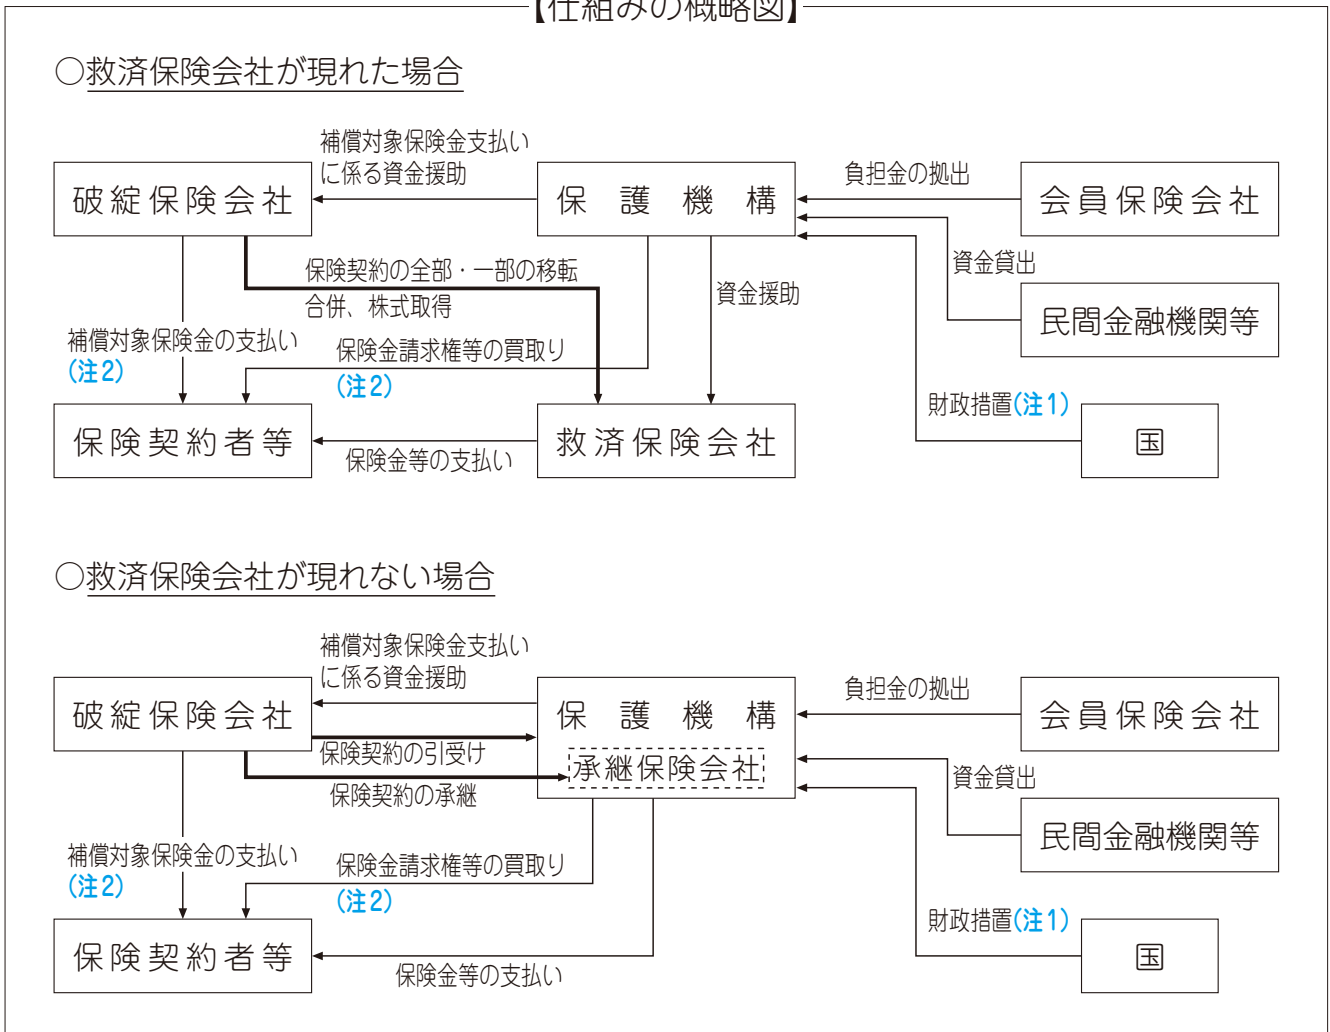 【仕組みの概略図】
○救済保険会社が現れた場合
補償対象保険金支払い
に係る資金援助
負担金の拠出
破綻保険会社
保護機構
会員保険会社
保険契約の全部・一部の移転
合併、株式取得
資金援助
資金貸出
民間金融機関等
補償対象保険金の支払い
(注2)
保険金請求権等の買取り
(注2)
財政措置(注1)
保険契約者等
保険金等の支払い
救済保険会社
国
○救済保険会社が現れない場合
補償対象保険金支払い
に係る資金援助
負担金の拠出
破綻保険会社
保護機構
会員保険会社
保険契約の引受け
承継保険会社
保険契約の承継
資金貸出
民間金融機関等
補償対象保険金の支払い
(注2)
保険金請求権等の買取り
(注2)
財政措置(注1)
保険契約者等
保険金等の支払い
国